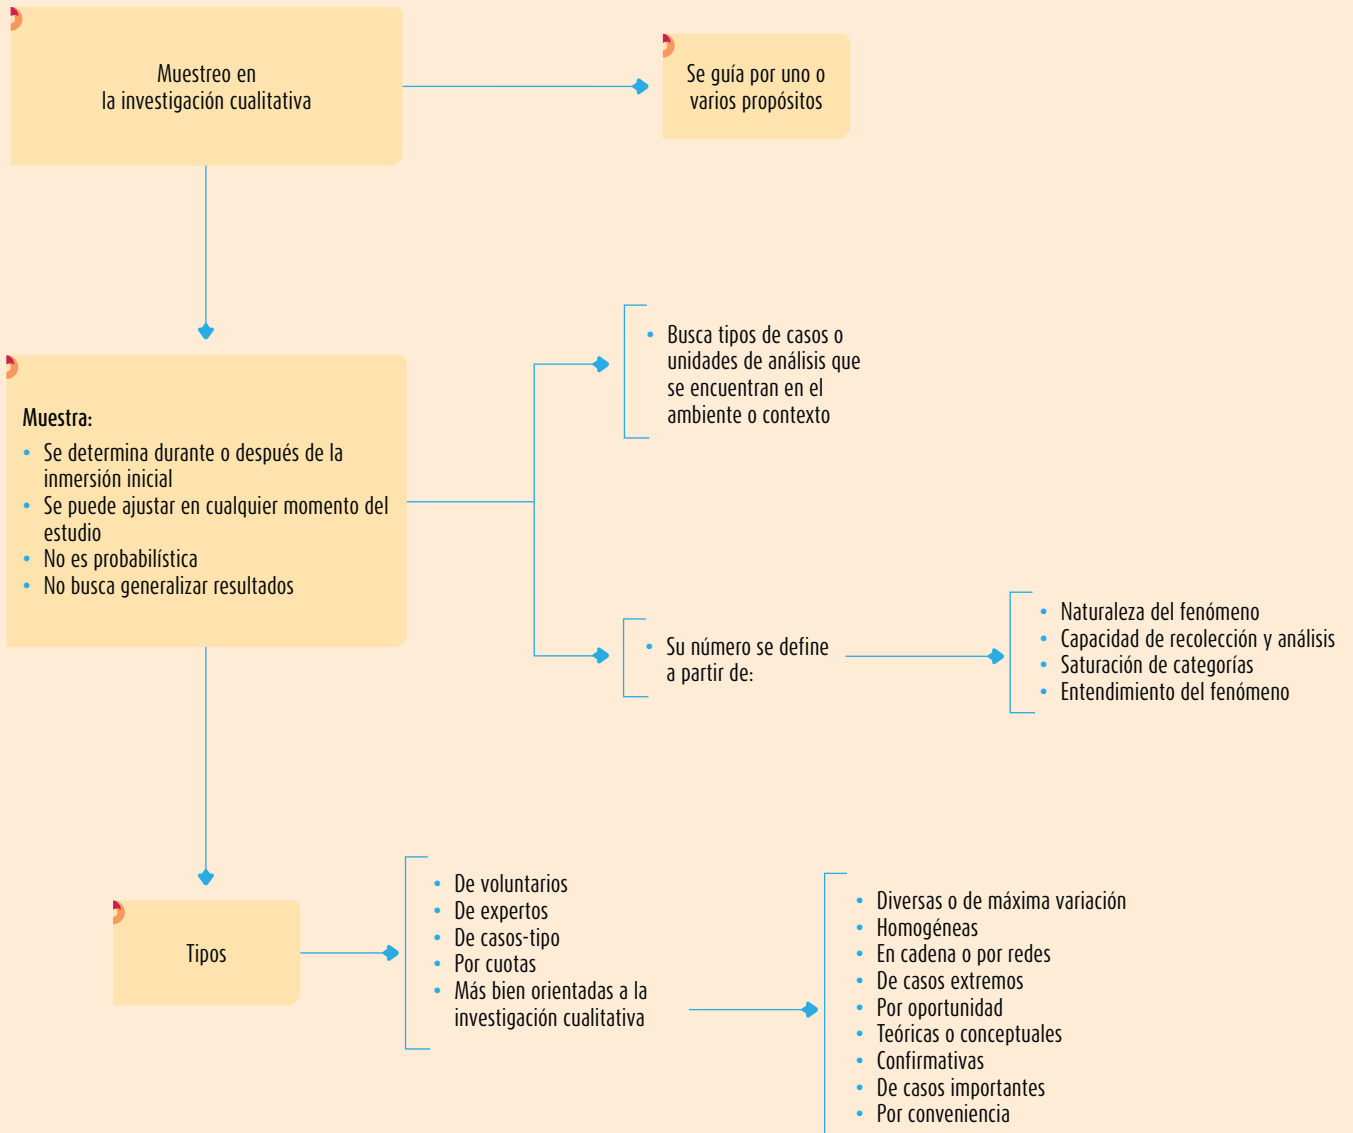 Muestreo en
la investigación cualitativa
Se guía por uno o
varios propósitos
Muestra:
• Se determina durante o después de la
inmersión inicial
• Se puede ajustar en cualquier momento del
estudio
• No es probabilística
• No busca generalizar resultados
• Busca tipos de casos o
unidades de análisis que
se encuentran en el
ambiente o contexto
• Su número se define
a partir de:
• Naturaleza del fenómeno
• Capacidad de recolección y análisis
• Saturación de categorías
• Entendimiento del fenómeno
Tipos
• De voluntarios
• De expertos
• De casos-tipo
• Por cuotas
• Más bien orientadas a la
investigación cualitativa
• Diversas o de máxima variación
• Homogéneas
• En cadena o por redes
• De casos extremos
• Por oportunidad
• Teóricas o conceptuales
• Confirmativas
• De casos importantes
• Por conveniencia